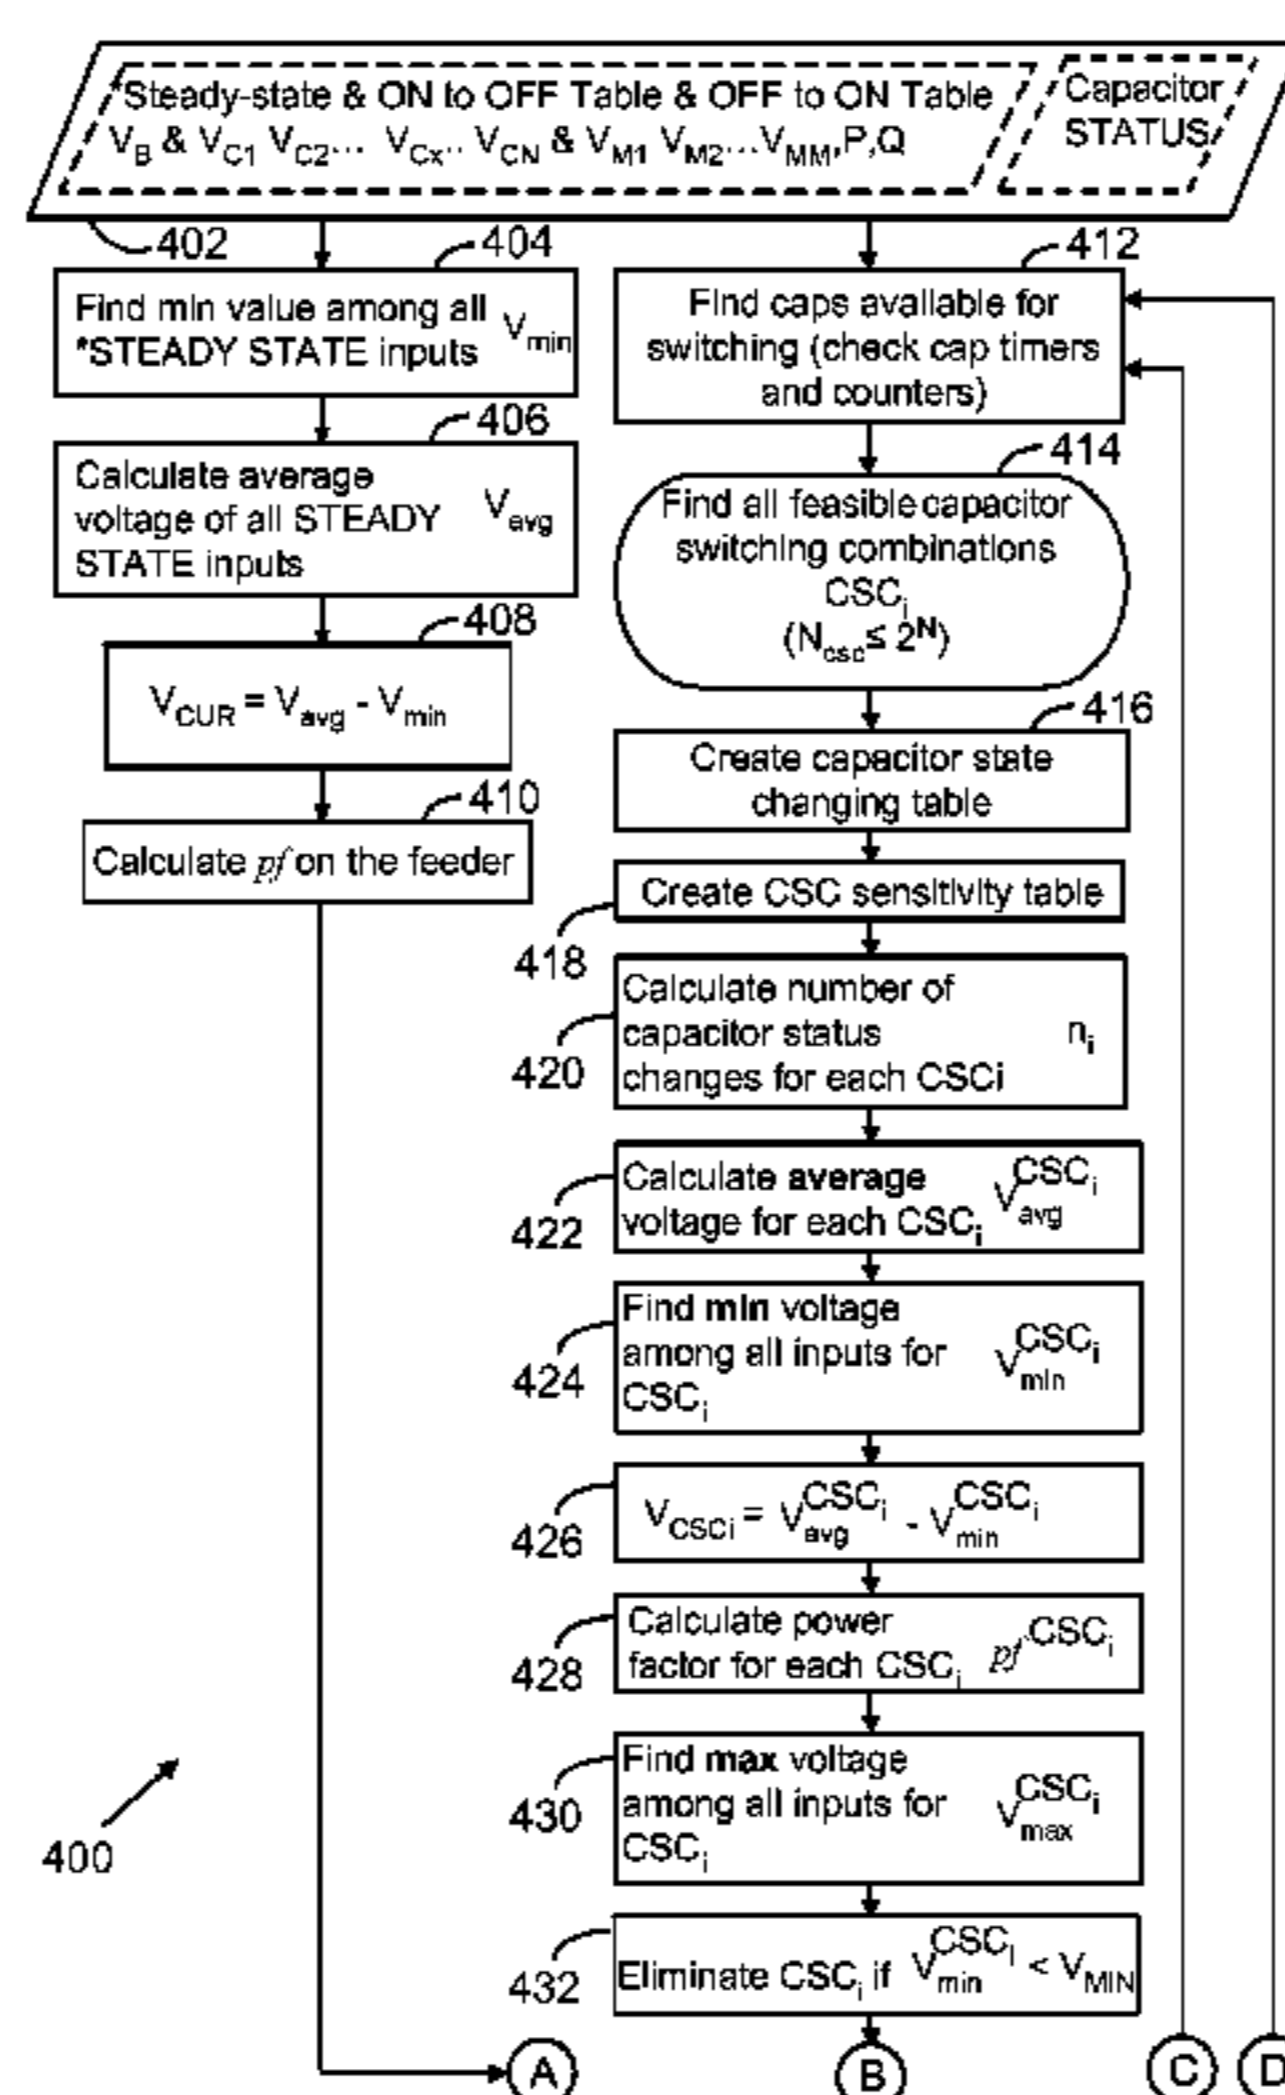 Steady-state & ON to OFF Table & OFF to ON Table
V_B & V_C1 V_C2... V_Cx.. V_CN & V_M1 V_M2...V_MM,P,Q
Capacitor
STATUS
402
404
Find min value among all
*STEADY STATE inputs
V_min
406
Calculate average
voltage of all STEADY
STATE inputs
V_avg
408
V_CUR = V_avg - V_min
410
Calculate pf on the feeder
412
Find caps available for
switching (check cap timers
and counters)
414
Find all feasible capacitor
switching combinations
CSC_i
(N_csc ≤ 2^N)
416
Create capacitor state
changing table
Create CSC sensitivity table
418
Calculate number of
capacitor status
changes for each CSCi
n_i
420
Calculate average
voltage for each CSC_i
V_avg^CSC_i
422
Find min voltage
among all inputs for
CSC_i
V_min^CSC_i
424
V_CSCi = V_avg^CSC_i - V_min^CSC_i
426
Calculate power
factor for each CSC_i
pf^CSC_i
428
Find max voltage
among all inputs for
CSC_i
V_max^CSC_i
430
Eliminate CSC_i if V_min^CSC_i < V_MIN
432
400
A
B
C
D